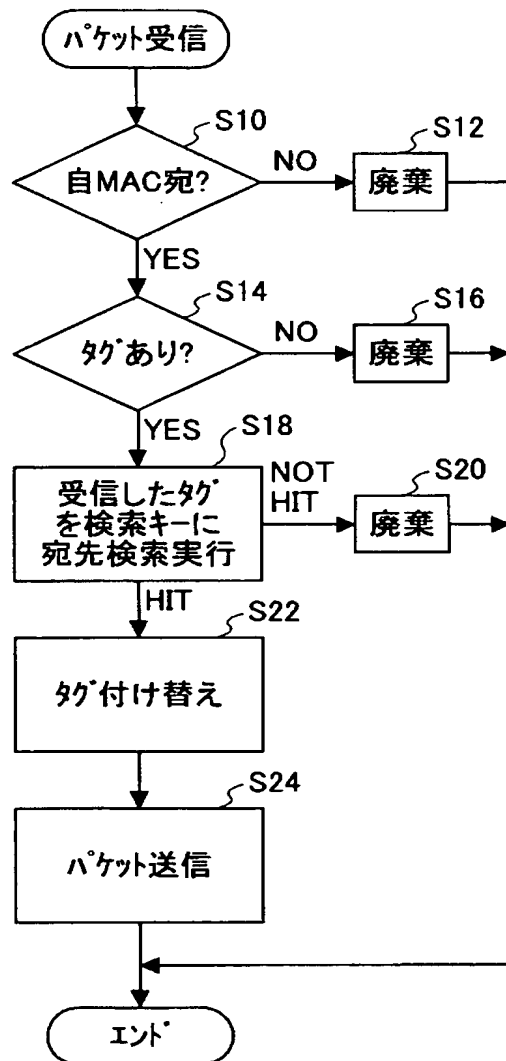 パケット受信
S10
自MAC宛?
NO
S12
廃棄
YES
S14
タグあり?
NO
S16
廃棄
YES
S18
受信したタグ
を検索キーに
宛先検索実行
NOT
HIT
S20
廃棄
HIT
S22
タグ付け替え
S24
パケット送信
エンド